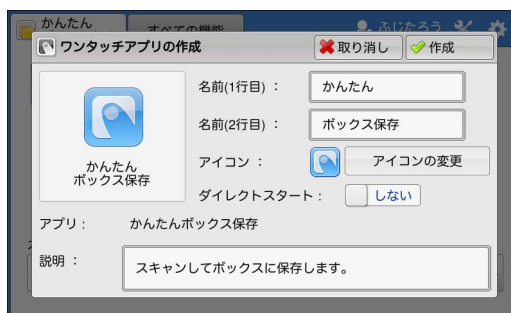 かんたん
すべての機能
ふじたろう
ワンタッチアプリの作成
取り消し
作成
名前(1行目) :
かんたん
名前(2行目) :
ボックス保存
アイコン :
アイコンの変更
かんたん
ボックス保存
ダイレクトスタート :
しない
アプリ :
かんたんボックス保存
説明 :
スキャンしてボックスに保存します。